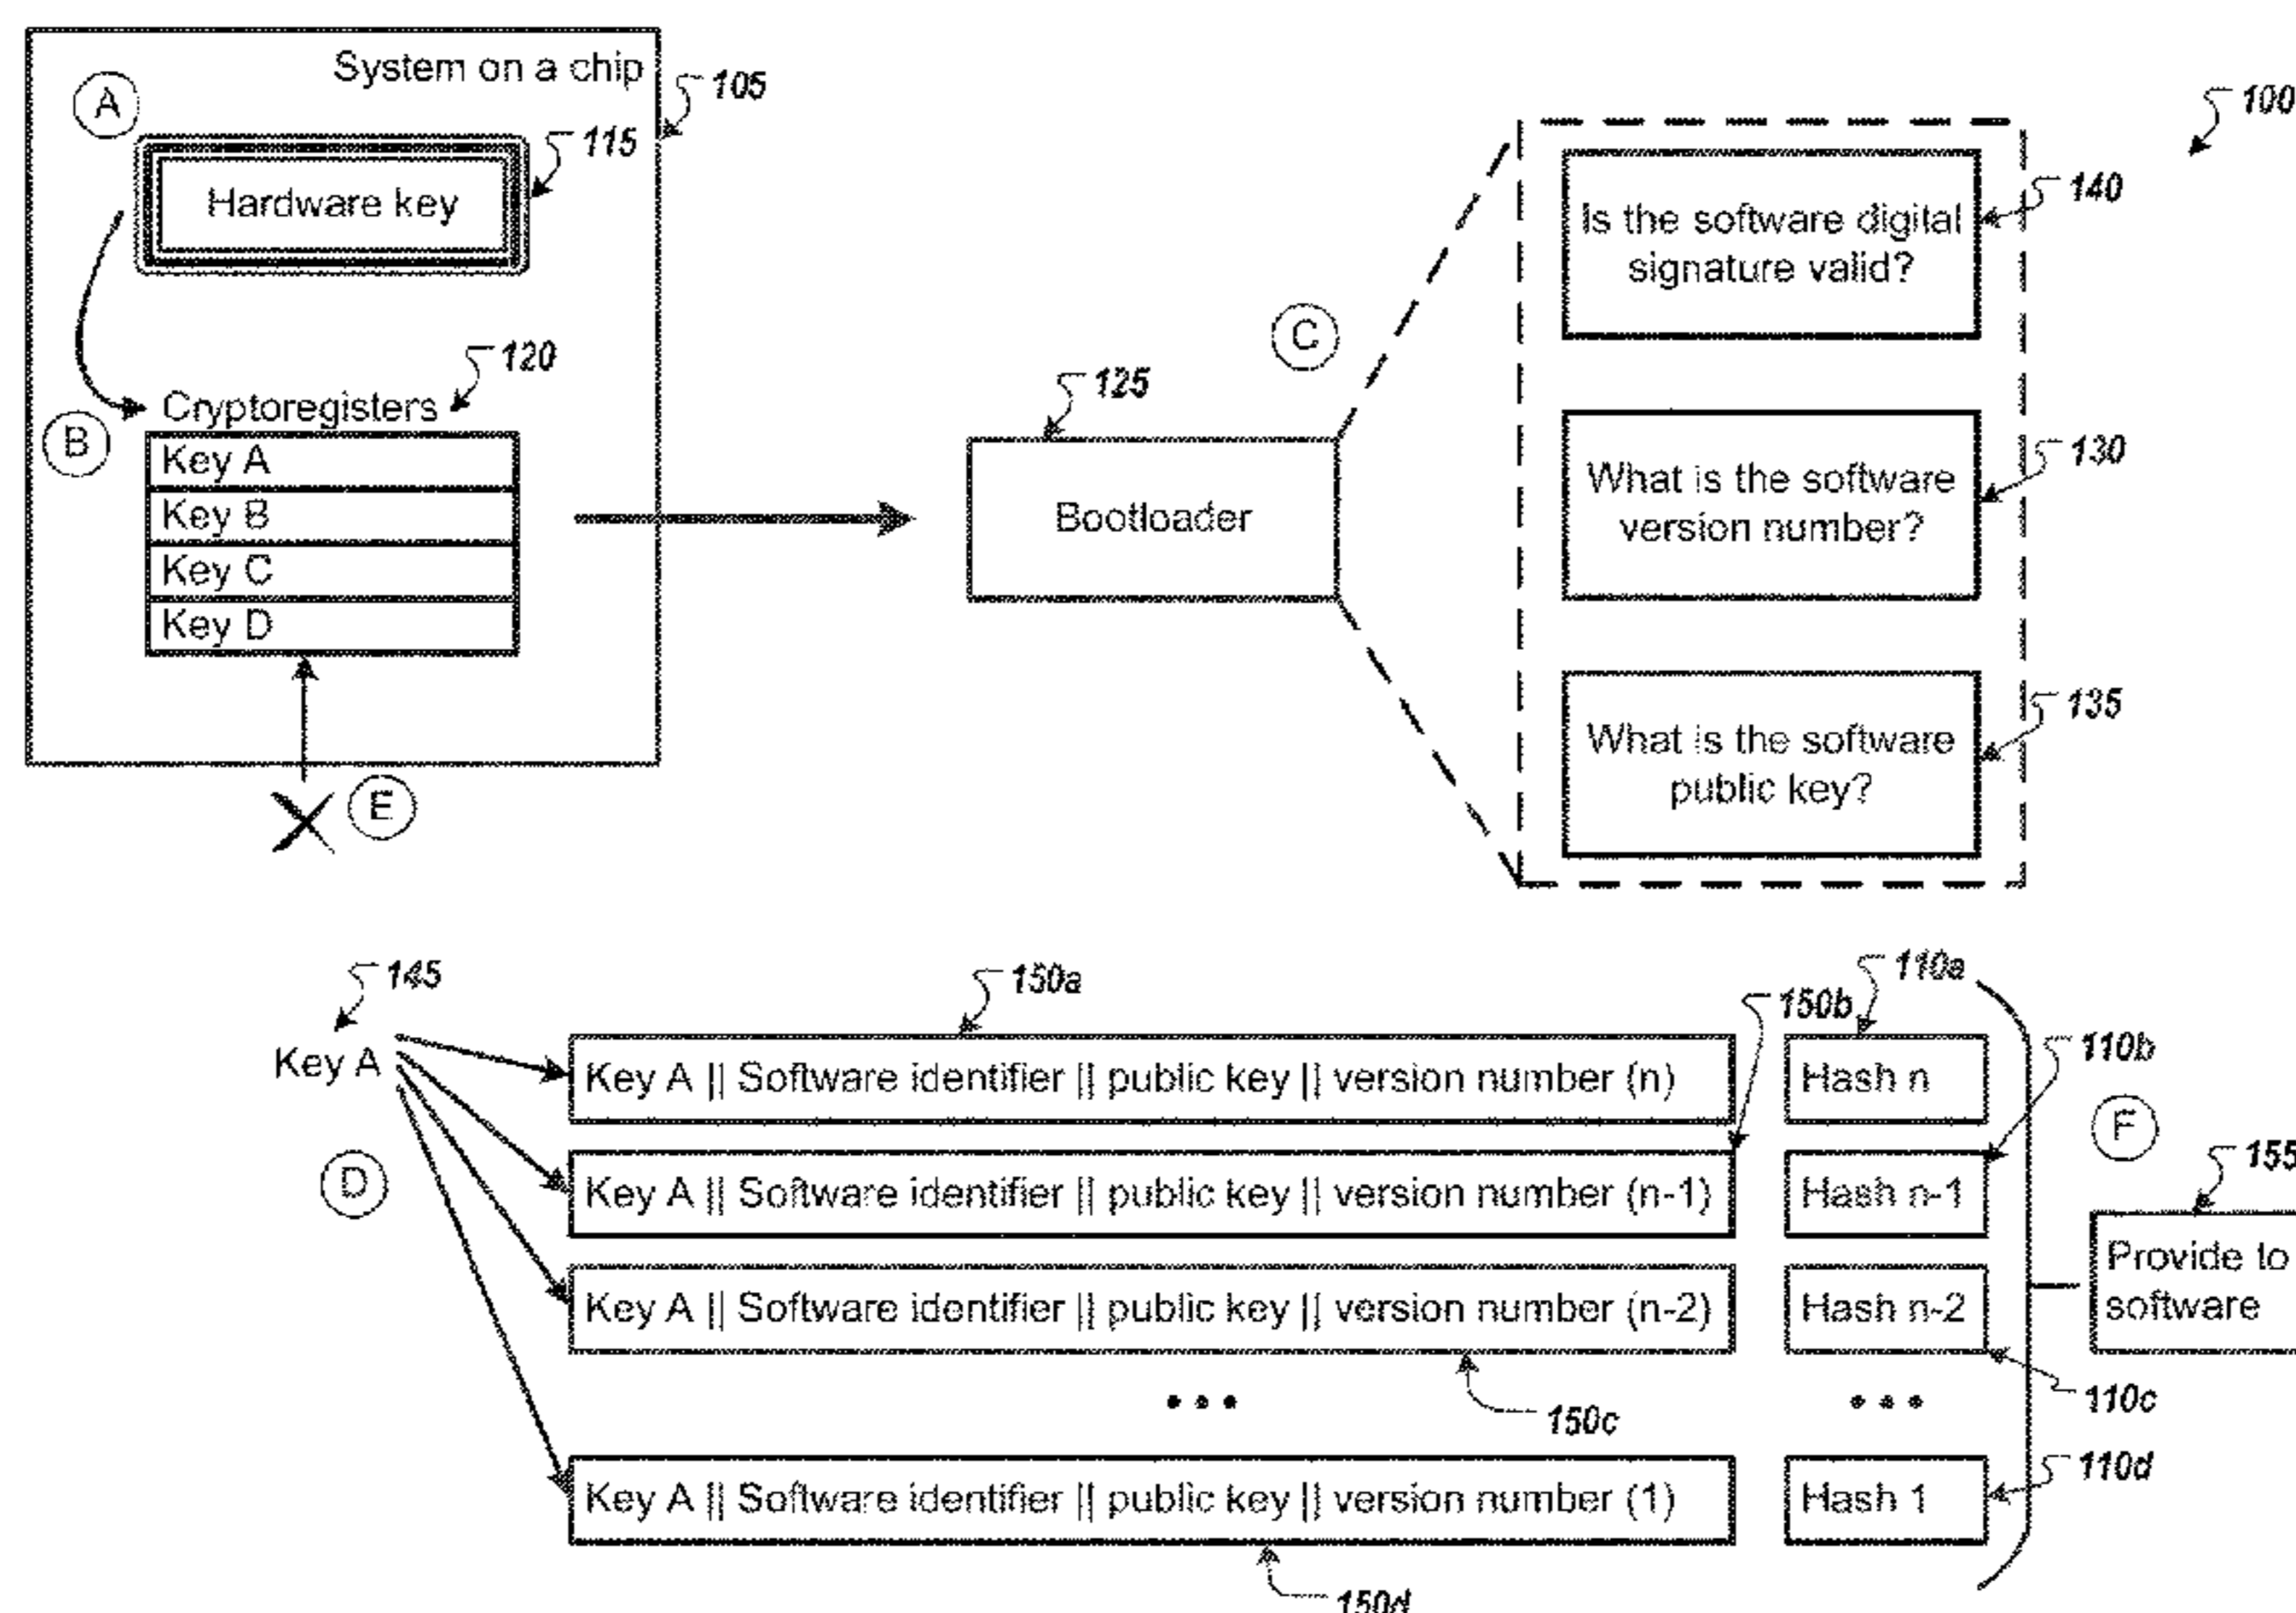 System on a chip
105
100
A
115
Hardware key
140
Is the software digital
signature valid?
C
120
Cryptoregisters
B
Key A
Key B
Key C
Key D
125
Bootloader
130
What is the software
version number?
135
What is the software
public key?
E
145
Key A
D
150a
150b
110a
110b
Key A || Software identifier || public key || version number (n)
Hash n
Key A || Software identifier || public key || version number (n-1)
Hash n-1
Key A || Software identifier || public key || version number (n-2)
Hash n-2
F
155
Provide to
software
• • •
• • •
150c
110c
Key A || Software identifier || public key || version number (1)
Hash 1
110d
150d